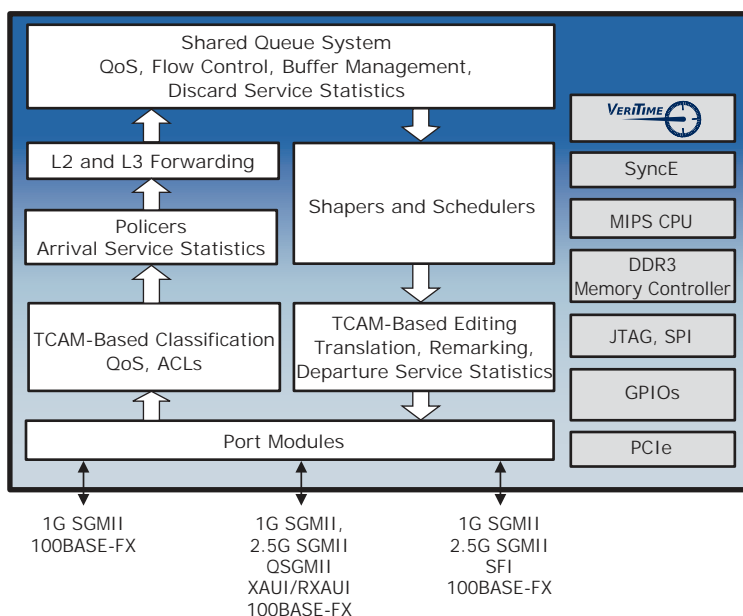 Shared Queue System
QoS, Flow Control, Buffer Management,
Discard Service Statistics
L2 and L3 Forwarding
Policers
Arrival Service Statistics
TCAM-Based Classification
QoS, ACLs
Shapers and Schedulers
TCAM-Based Editing
Translation, Remarking,
Departure Service Statistics
Port Modules
VERITIME
SyncE
MIPS CPU
DDR3
Memory Controller
JTAG, SPI
GPIOs
PCIe
1G SGMII
100BASE-FX
1G SGMII,
2.5G SGMII
QSGMII
XAUI/RXAUI
100BASE-FX
1G SGMII
2.5G SGMII
SFI
100BASE-FX